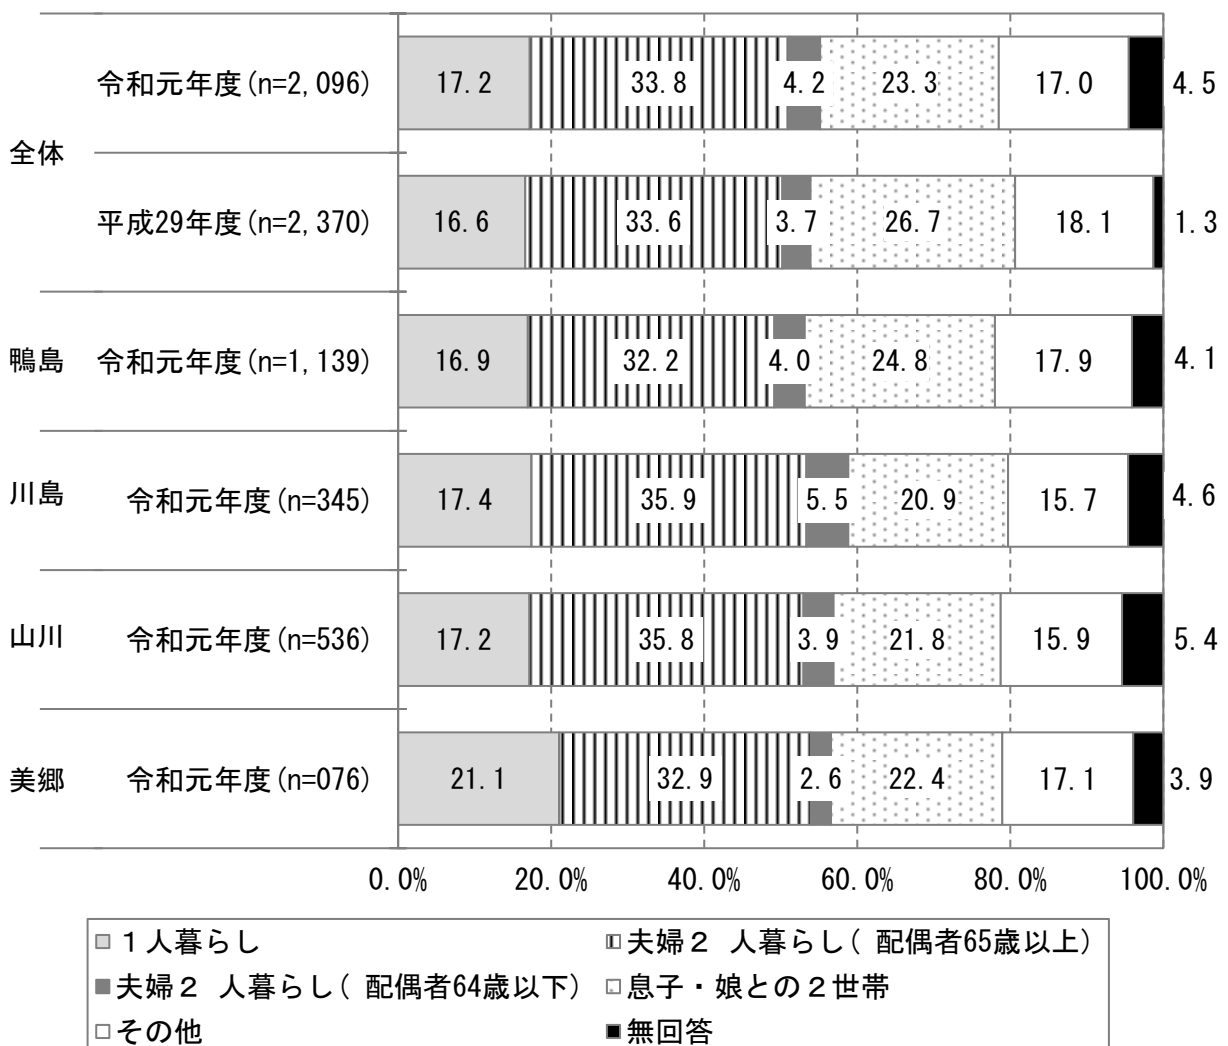 全体
令和元年度(n=2,096) 17.2 33.8 4.2 23.3 17.0 4.5
平成29年度(n=2,370) 16.6 33.6 3.7 26.7 18.1 1.3
鴨島 令和元年度(n=1,139) 16.9 32.2 4.0 24.8 17.9 4.1
川島 令和元年度(n=345) 17.4 35.9 5.5 20.9 15.7 4.6
山川 令和元年度(n=536) 17.2 35.8 3.9 21.8 15.9 5.4
美郷 令和元年度(n=076) 21.1 32.9 2.6 22.4 17.1 3.9
0.0% 20.0% 40.0% 60.0% 80.0% 100.0%
１人暮らし 夫婦２ 人暮らし( 配偶者65歳以上)
夫婦２ 人暮らし( 配偶者64歳以下) 息子・娘との２世帯
その他 無回答